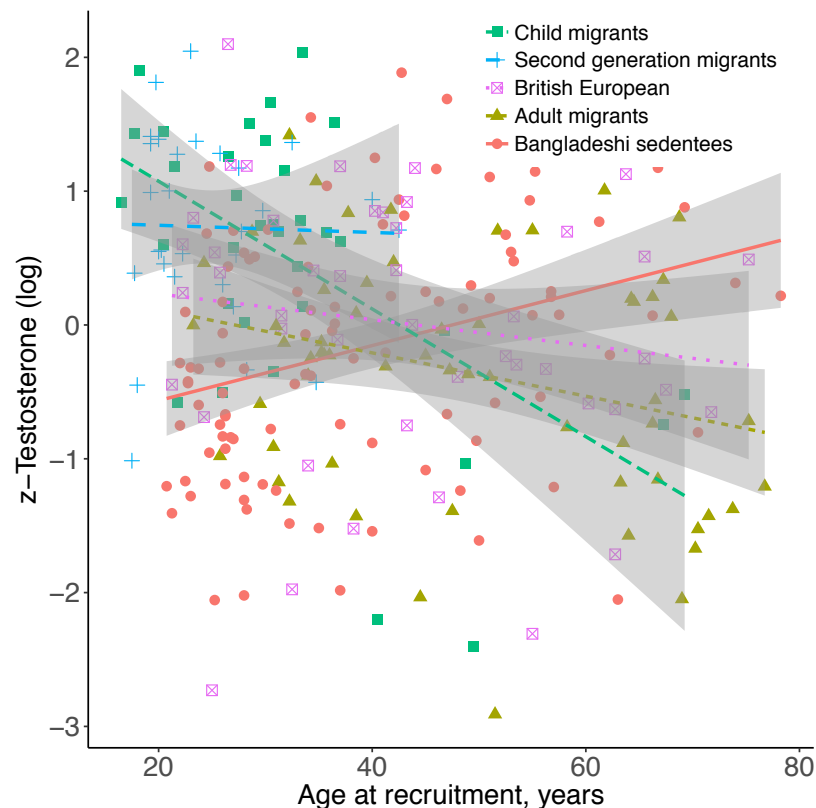 Child migrants
Second generation migrants
British European
Adult migrants
Bangladeshi sedentees
z−Testosterone (log)
2
1
0
−1
−2
−3
20 40 60 80
Age at recruitment, years